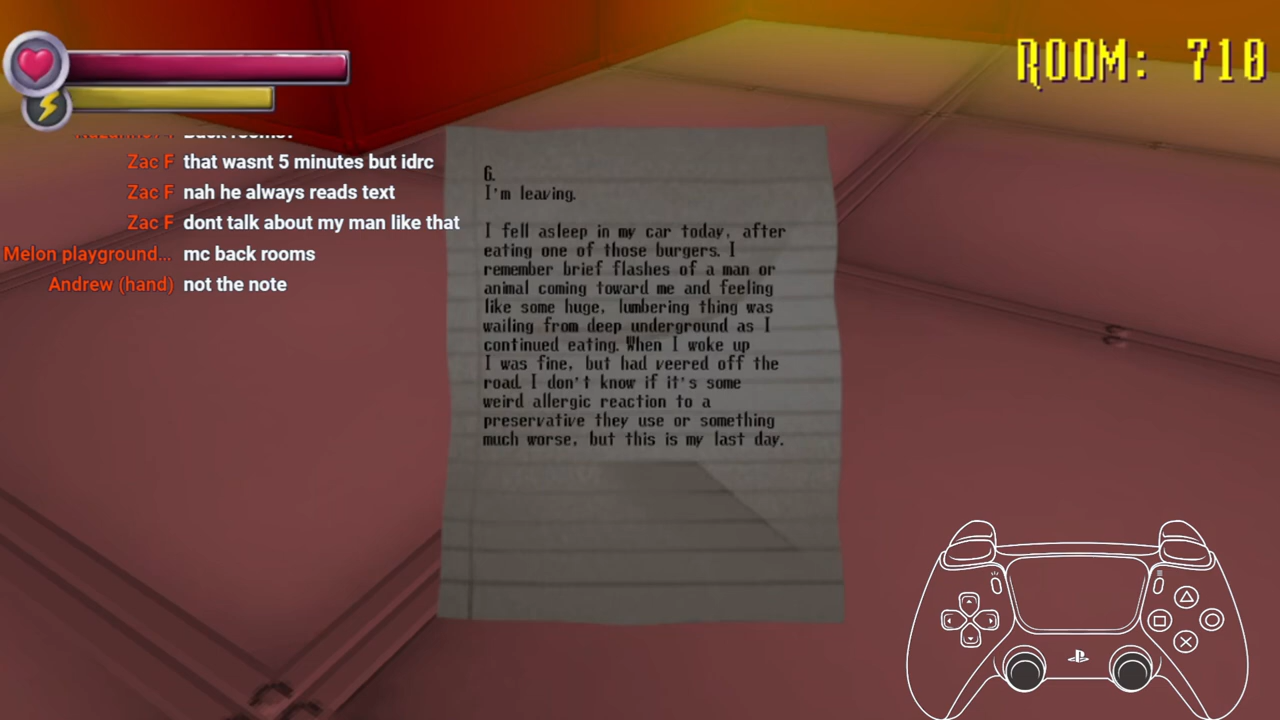 ROOM: 710
back rooms?
Zac F that wasnt 5 minutes but idrc
Zac F nah he always reads text
Zac F dont talk about my man like that
Melon playground... mc back rooms
Andrew (hand) not the note
G.
I'm leaving.
I fell asleep in my car today, after
eating one of those burgers. I
remember brief flashes of a man or
animal coming toward me and feeling
like some huge, lumbering thing was
wailing from deep underground as I
continued eating. When I woke up
I was fine, but had veered off the
road. I don't know if it's some
weird allergic reaction to a
preservative they use or something
much worse, but this is my last day.